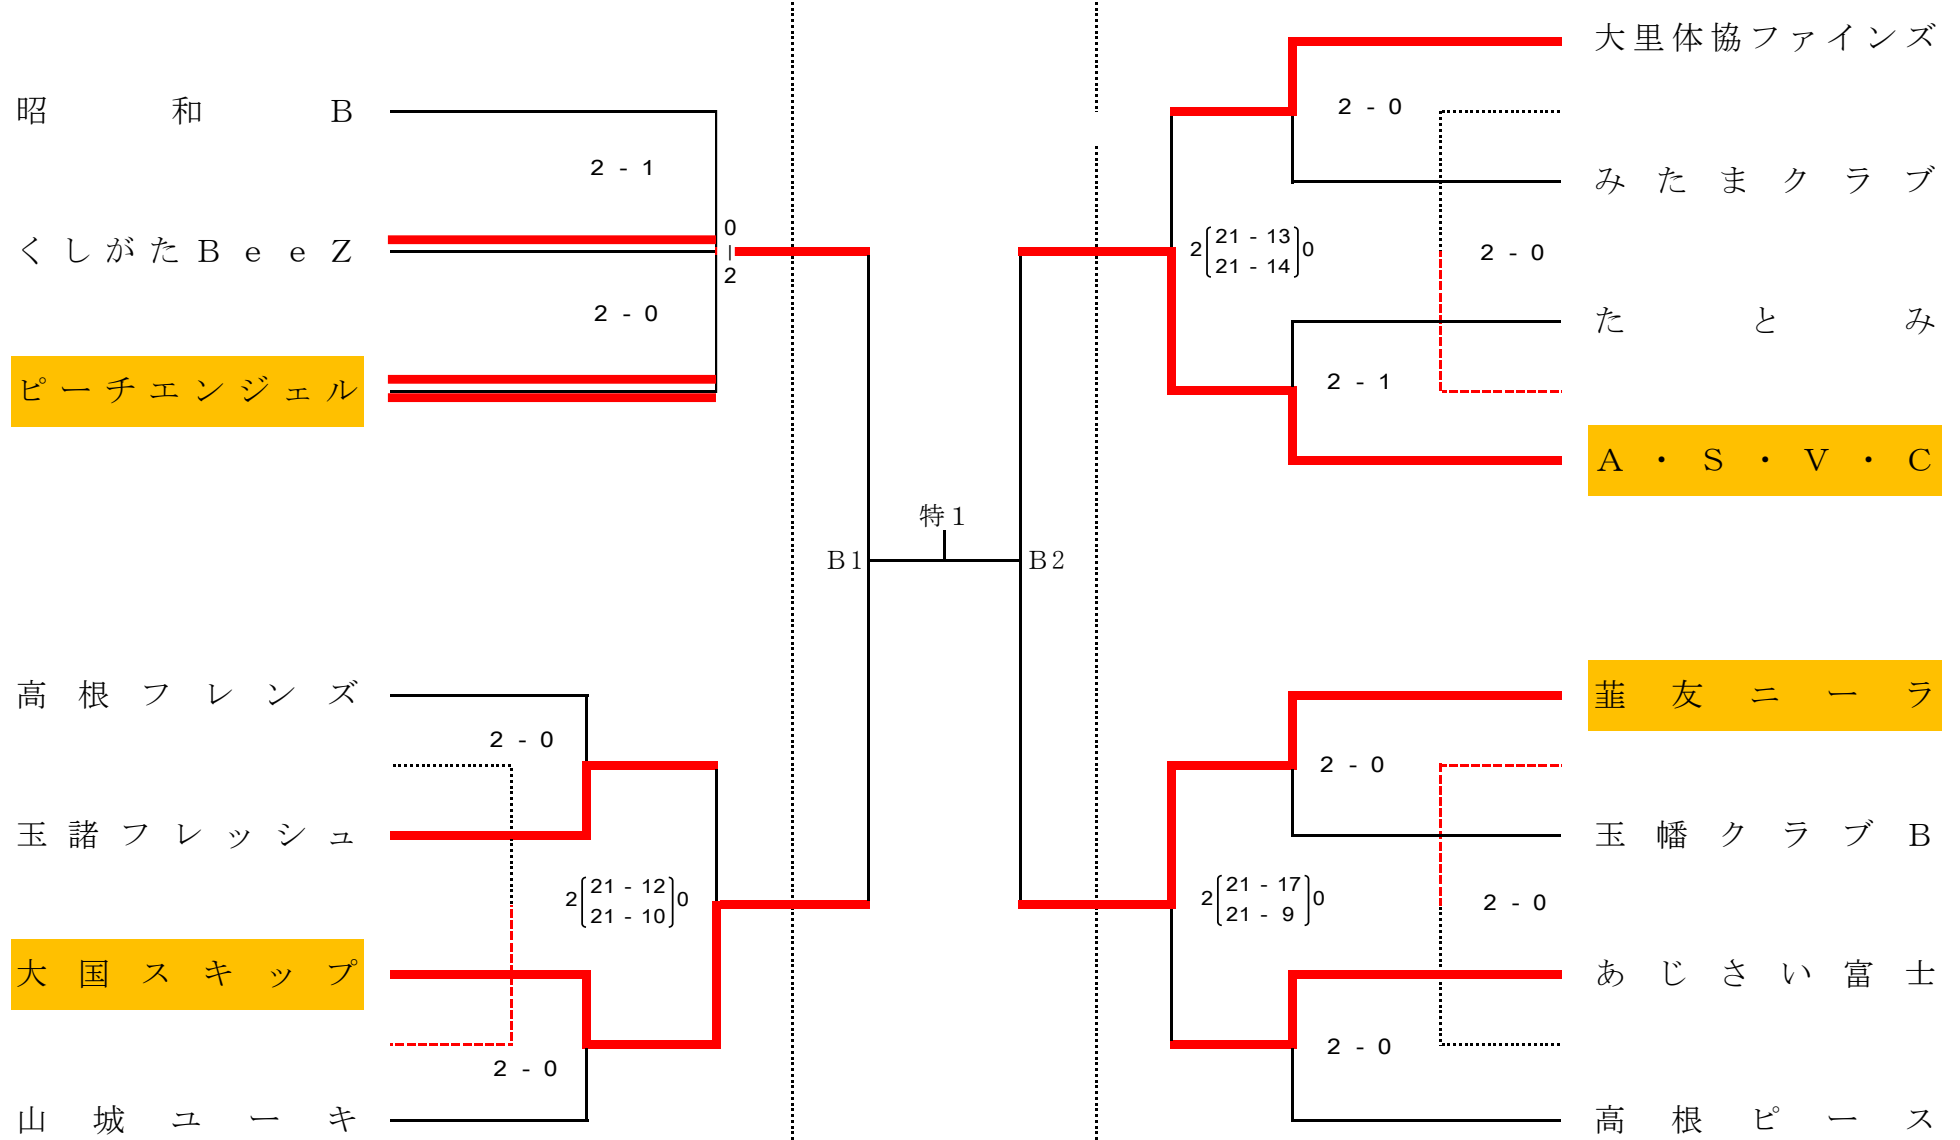 大里体協ファインズ
昭和B
2 - 0
2 - 1
みたまクラブ
くしがたBeeZ
0
|
2
2 21 - 13 0
21 - 14
2 - 0
2 - 0
たとみ
ピーチエンジェル
2 - 1
A・S・V・C
特1
B1
B2
高根フレンズ
2 - 0
韮友ニーラ
2 - 0
玉諸フレッシュ
玉幡クラブB
2 21 - 12 0
21 - 10
2 21 - 17 0
21 - 9
2 - 0
大国スキップ
あじさい富士
2 - 0
2 - 0
山城ユーキ
高根ピース